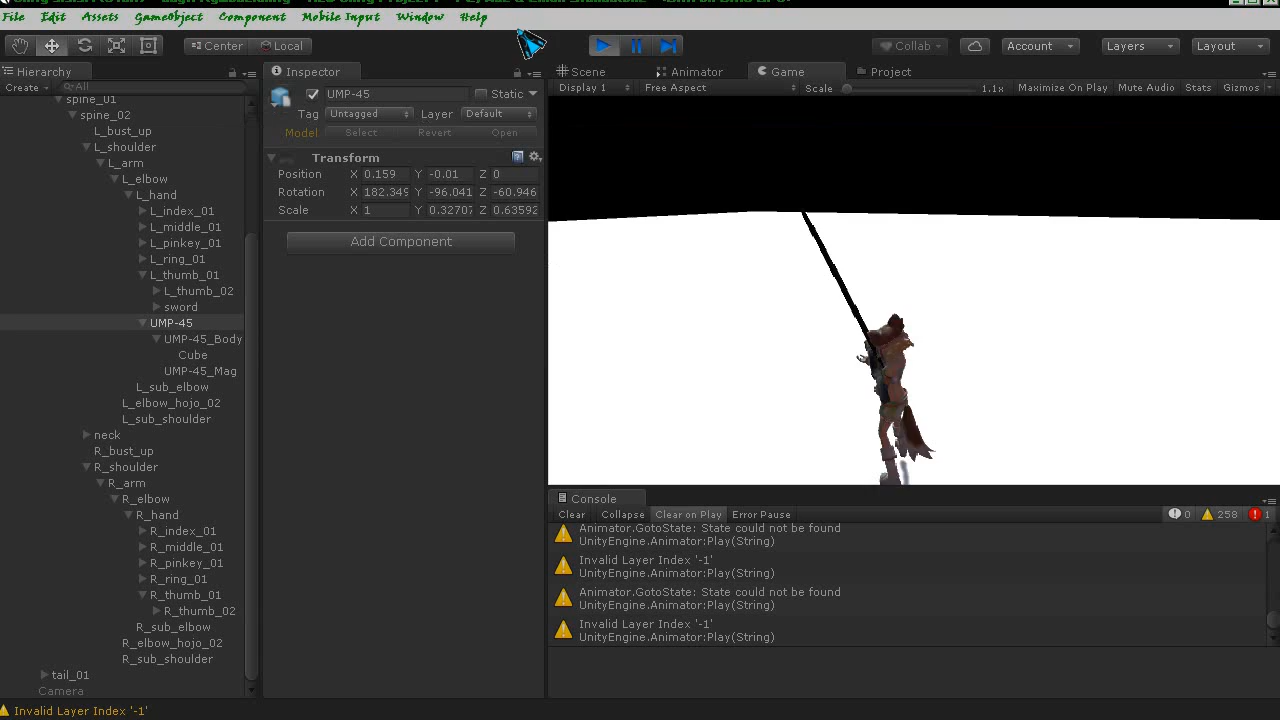 File Edit Assets GameObject Component Mobile Input Window Help
Center Local Collab Account Layers Layout
Hierarchy
Create All
spine_01
spine_02
L_bust_up
L_shoulder
L_arm
L_elbow
L_hand
L_index_01
L_middle_01
L_pinkey_01
L_ring_01
L_thumb_01
L_thumb_02
sword
UMP-45
UMP-45_Body
Cube
UMP-45_Mag
L_sub_elbow
L_elbow_hojo_02
L_sub_shoulder
neck
R_bust_up
R_shoulder
R_arm
R_elbow
R_hand
R_index_01
R_middle_01
R_pinkey_01
R_ring_01
R_thumb_01
R_thumb_02
R_sub_elbow
R_elbow_hojo_02
R_sub_shoulder
tail_01
Camera
Inspector
UMP-45 Static
Tag Untagged Layer Default
Model Select Revert Open
Transform
Position X 0.159 Y -0.01 Z 0
Rotation X 182.349 Y -96.041 Z -60.946
Scale X 1 Y 0.32707 Z 0.63592
Add Component
Scene Animator Game Project
Display 1 Free Aspect Scale 1.1x Maximize On Play Mute Audio Stats Gizmos
Console
Clear Collapse Clear on Play Error Pause 0 258 1
Animator.GotoState: State could not be found
UnityEngine.Animator:Play(String)
Invalid Layer Index '-1'
UnityEngine.Animator:Play(String)
Animator.GotoState: State could not be found
UnityEngine.Animator:Play(String)
Invalid Layer Index '-1'
UnityEngine.Animator:Play(String)
Invalid Layer Index '-1'